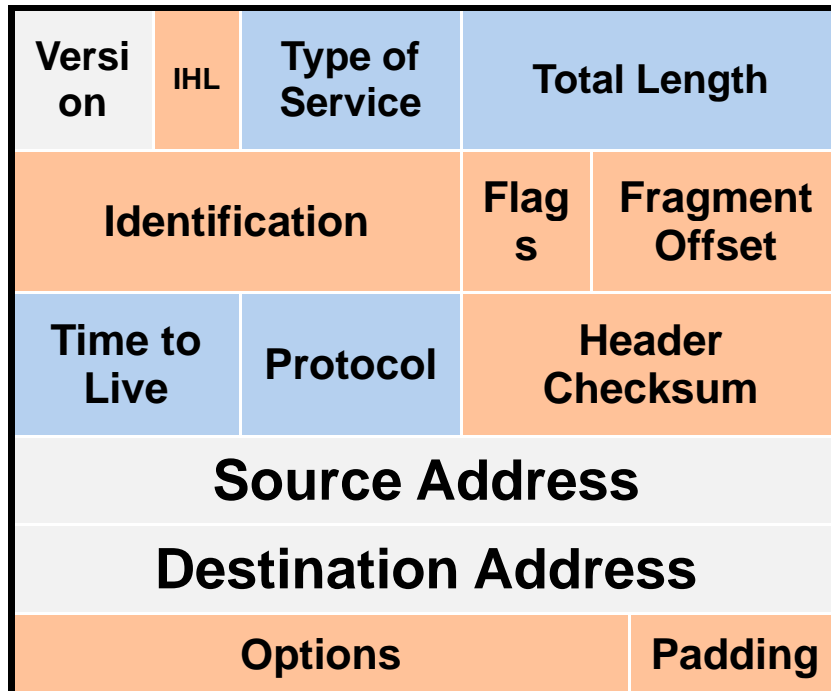 Versi
on
IHL
Type of
Service
Total Length
Identification
Flag
s
Fragment
Offset
Time to
Live
Protocol
Header
Checksum
Source Address
Destination Address
Options
Padding